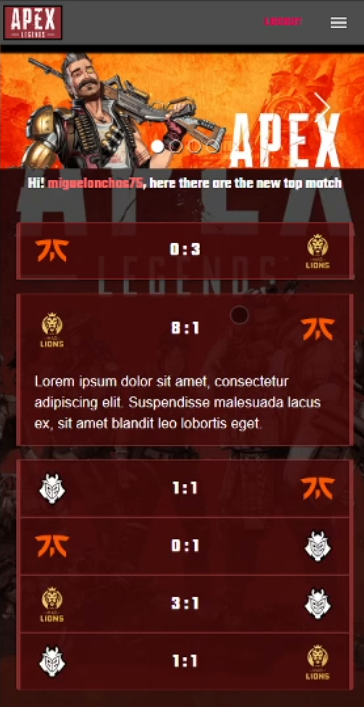 APEX
LEGENDS
LOGOUT
APEX
Hi! miguelonchos75, here there are the new top match
APEX
LEGENDS
0 : 3
LIONS
8 : 1
LIONS
Lorem ipsum dolor sit amet, consectetur
adipiscing elit. Suspendisse malesuada lacus
ex, sit amet blandit leo lobortis eget.
1 : 1
0 : 1
3 : 1
LIONS
1 : 1
LIONS